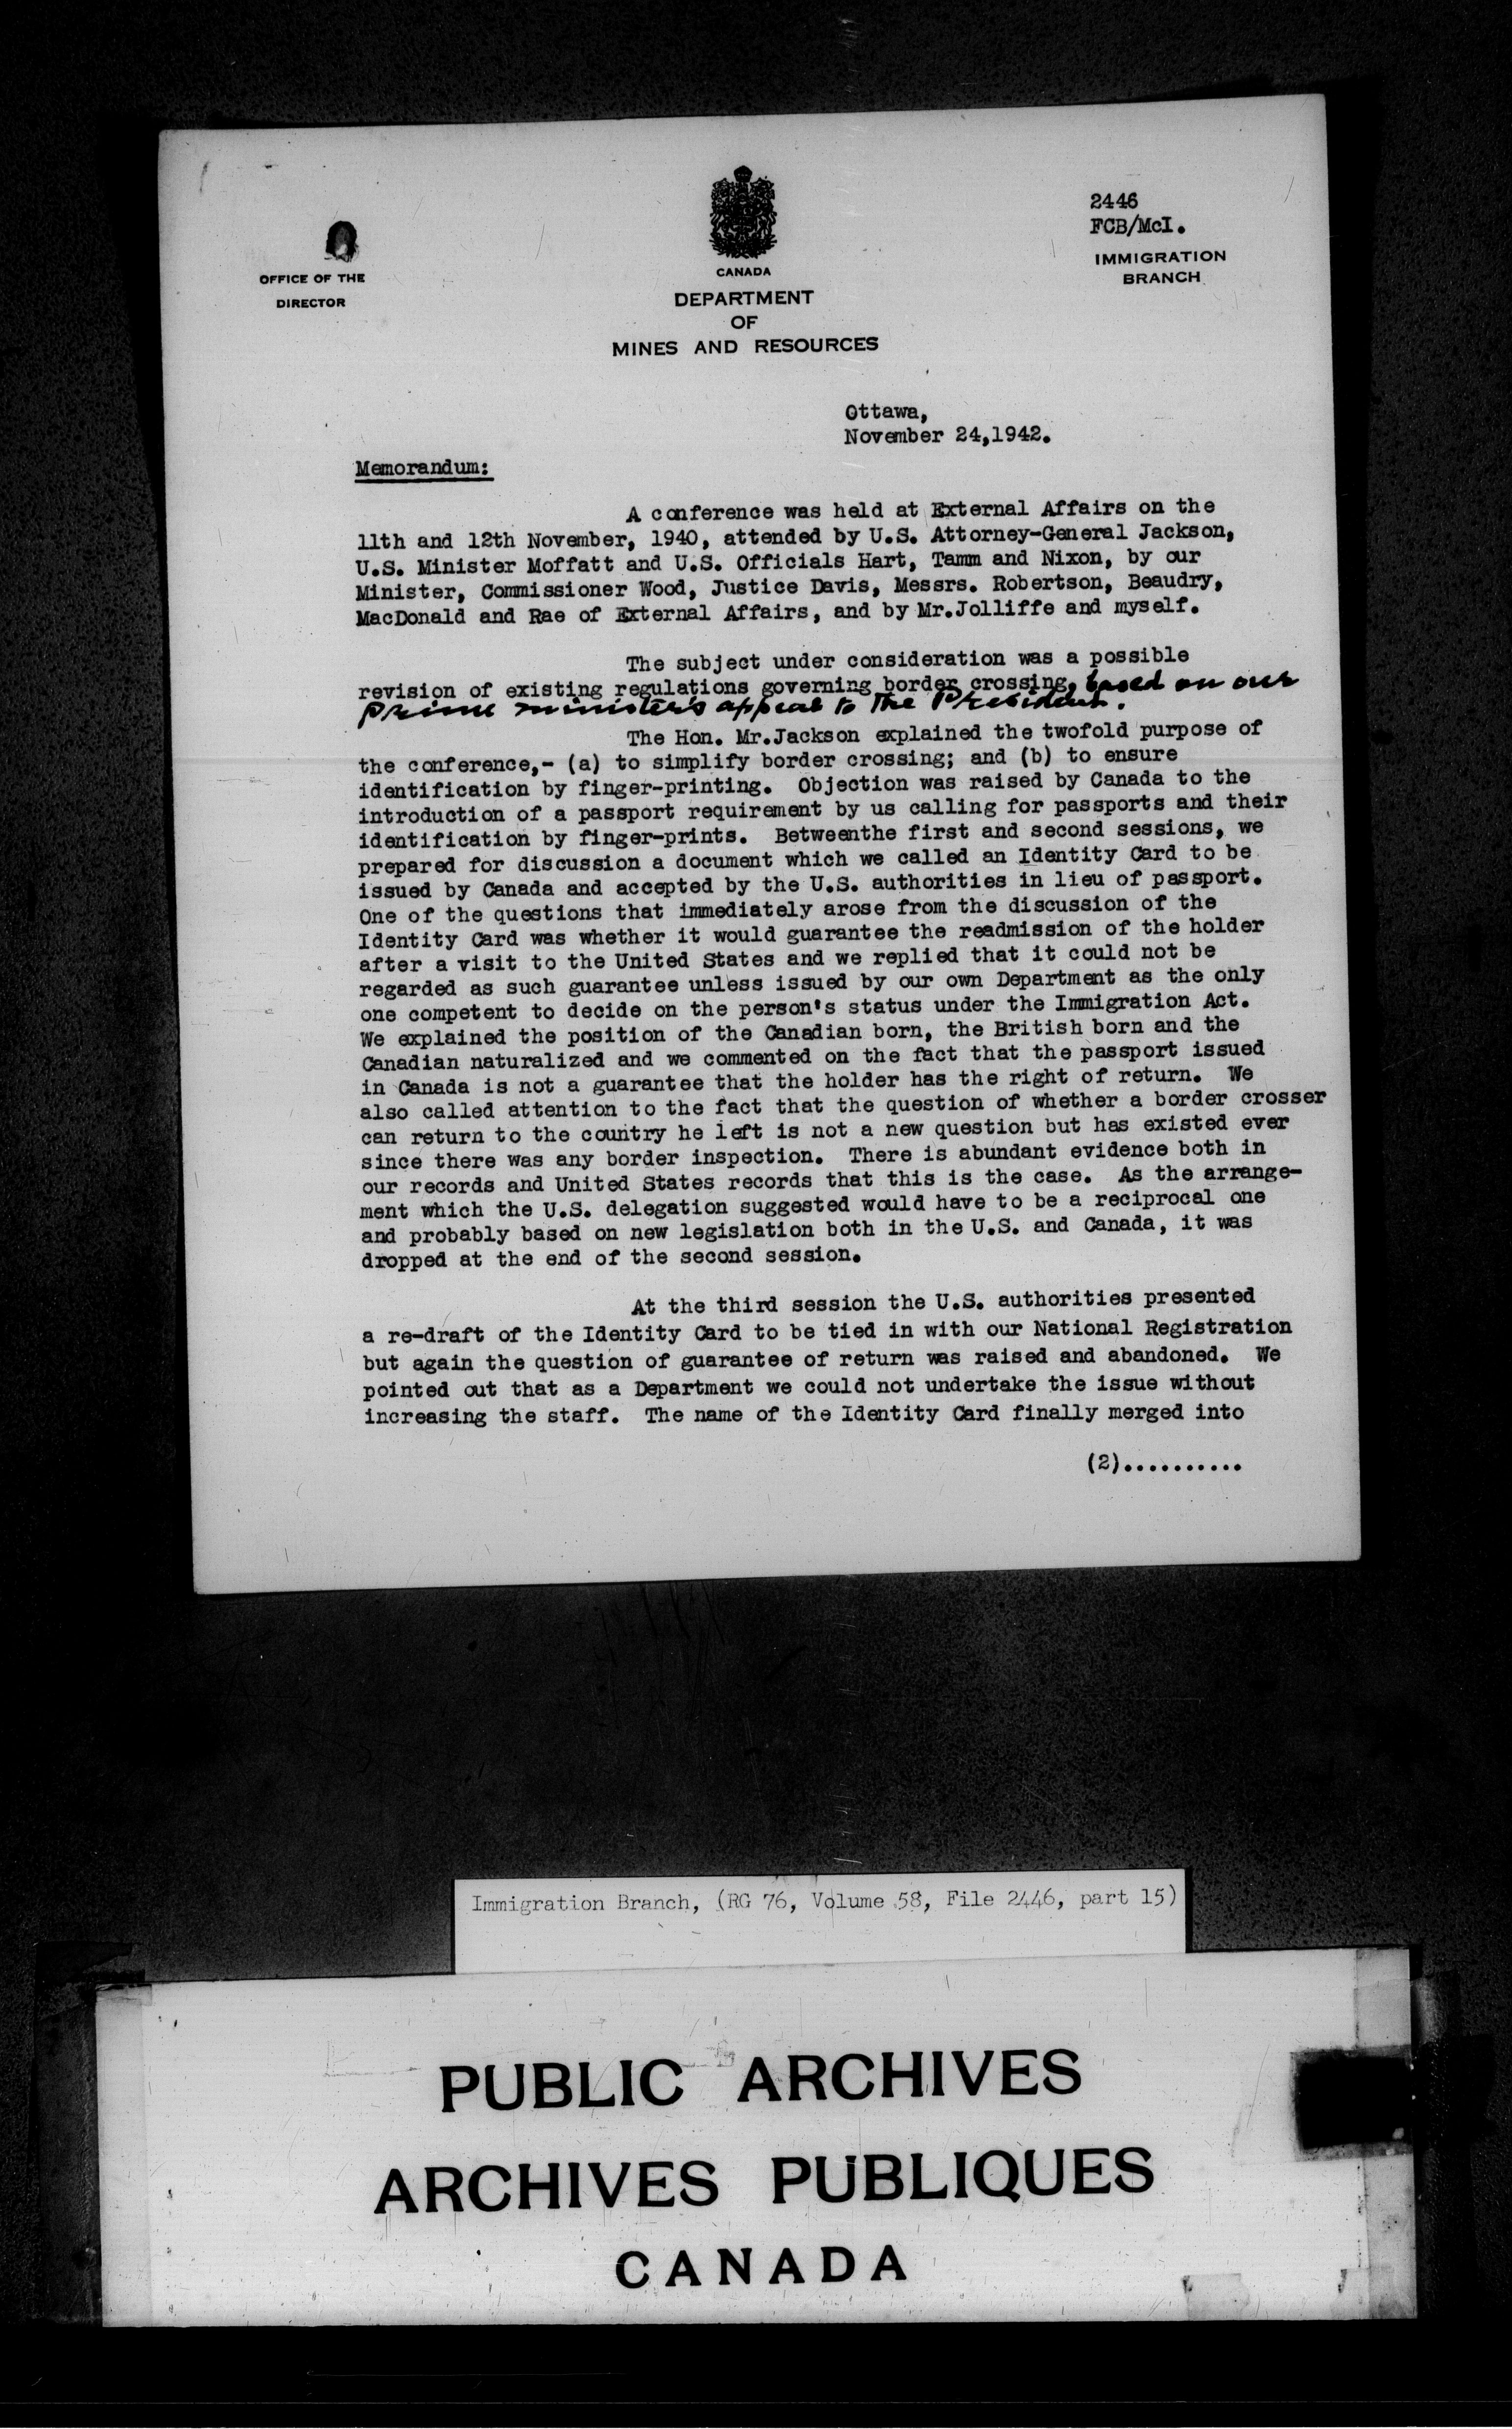 2446
FCB/McI.
OFFICE OF THE
DIRECTOR
CANADA
DEPARTMENT
OF
MINES AND RESOURCES
IMMIGRATION
BRANCH
Ottawa,
November 24,1942.
Memorandum:
A conference was held at External Affairs on the
11th and 12th November, 1940, attended by U.S. Attorney-General Jackson,
U.S. Minister Moffatt and U.S. Officials Hart, Tamm and Nixon, by our
Minister, Commissioner Wood, Justice Davis, Messrs. Robertson, Beaudry,
MacDonald and Rae of External Affairs, and by Mr.Jolliffe and myself.
The subject under consideration was a possible
revision of existing regulations governing border crossing, based on our
Prime Minister's appeal to the President.
The Hon. Mr.Jackson explained the twofold purpose of
the conference,- (a) to simplify border crossing; and (b) to ensure
identification by finger-printing. Objection was raised by Canada to the
introduction of a passport requirement by us calling for passports and their
identification by finger-prints. Betweenthe first and second sessions, we
prepared for discussion a document which we called an Identity Card to be
issued by Canada and accepted by the U.S. authorities in lieu of passport.
One of the questions that immediately arose from the discussion of the
Identity Card was whether it would guarantee the readmission of the holder
after a visit to the United States and we replied that it could not be
regarded as such guarantee unless issued by our own Department as the only
one competent to decide on the person's status under the Immigration Act.
We explained the position of the Canadian born, the British born and the
Canadian naturalized and we commented on the fact that the passport issued
in Canada is not a guarantee that the holder has the right of return. We
also called attention to the fact that the question of whether a border crosser
can return to the country he left is not a new question but has existed ever
since there was any border inspection. There is abundant evidence both in
our records and United States records that this is the case. As the arrange-
ment which the U.S. delegation suggested would have to be a reciprocal one
and probably based on new legislation both in the U.S. and Canada, it was
dropped at the end of the second session.
At the third session the U.S. authorities presented
a re-draft of the Identity Card to be tied in with our National Registration
but again the question of guarantee of return was raised and abandoned. We
pointed out that as a Department we could not undertake the issue without
increasing the staff. The name of the Identity Card finally merged into
(2)..........
Immigration Branch, (RG 76, Volume 58, File 2446, part 15)
PUBLIC ARCHIVES
ARCHIVES PUBLIQUES
CANADA